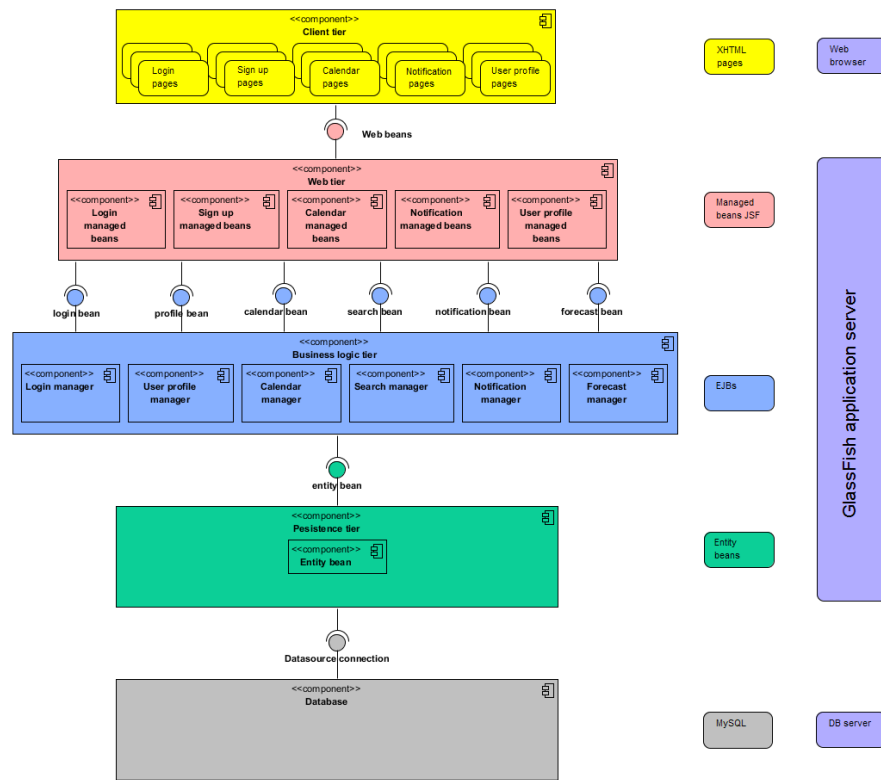 <<component>>
Client tier
Login
pages
Sign up
pages
Calendar
pages
Notification
pages
User profile
pages
XHTML
pages
Web
browser
Web beans
<<component>>
Web tier
<<component>>
Login
managed
beans
<<component>>
Sign up
managed beans
<<component>>
Calendar
managed
beans
<<component>>
Notification
managed beans
<<component>>
User profile
managed
beans
Managed
beans JSF
login bean
profile bean
calendar bean
search bean
notification bean
forecast bean
<<component>>
Business logic tier
<<component>>
Login manager
<<component>>
User profile
manager
<<component>>
Calendar
manager
<<component>>
Search manager
<<component>>
Notification
manager
<<component>>
Forecast
manager
EJBs
GlassFish application server
entity bean
<<component>>
Pesistence tier
<<component>>
Entity bean
Entity
beans
Datasource connection
<<component>>
Database
MySQL
DB server